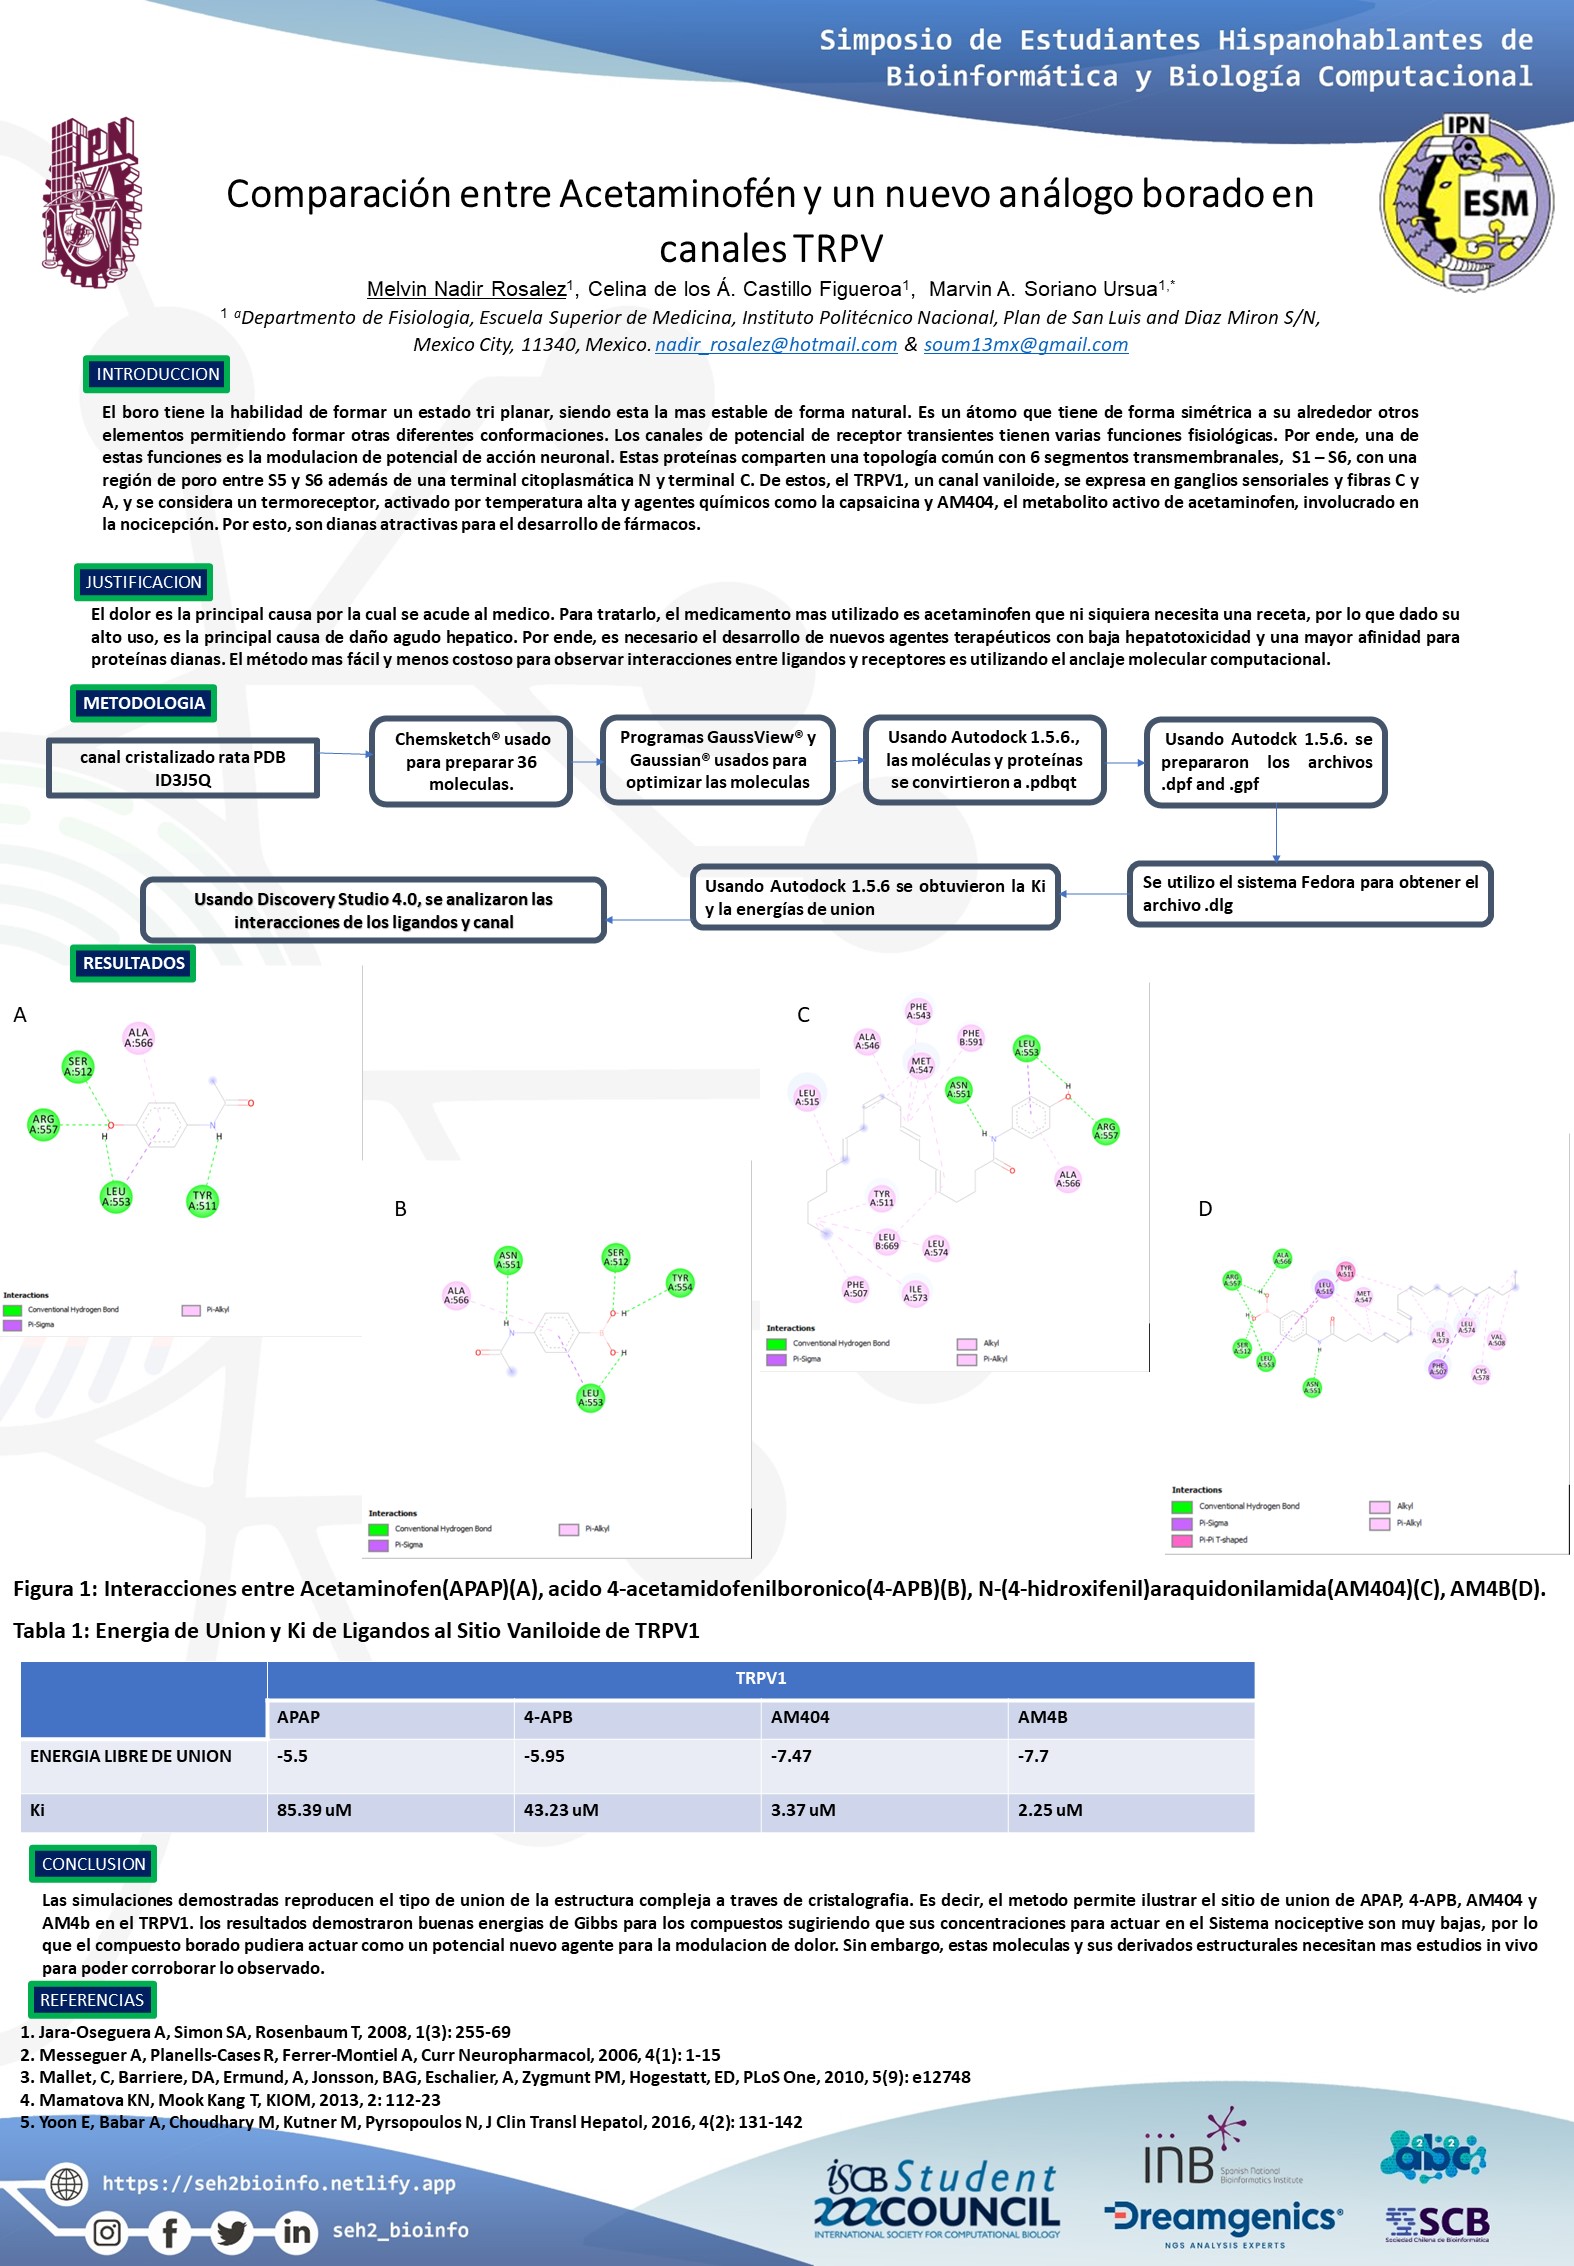 Simposio de Estudiantes Hispanohablantes de
Bioinformática y Biología Computacional
IPN
IPN
ESM
Comparación entre Acetaminofén y un nuevo análogo borado en
canales TRPV
Melvin Nadir Rosalez1, Celina de los Á. Castillo Figueroa1, Marvin A. Soriano Ursua1,*
1 aDepartmento de Fisiologia, Escuela Superior de Medicina, Instituto Politécnico Nacional, Plan de San Luis and Diaz Miron S/N,
Mexico City, 11340, Mexico. nadir_rosalez@hotmail.com & soum13mx@gmail.com
INTRODUCCION
El boro tiene la habilidad de formar un estado tri planar, siendo esta la mas estable de forma natural. Es un átomo que tiene de forma simétrica a su alrededor otros
elementos permitiendo formar otras diferentes conformaciones. Los canales de potencial de receptor transientes tienen varias funciones fisiológicas. Por ende, una de
estas funciones es la modulacion de potencial de acción neuronal. Estas proteínas comparten una topología común con 6 segmentos transmembranales, S1 – S6, con una
región de poro entre S5 y S6 además de una terminal citoplasmática N y terminal C. De estos, el TRPV1, un canal vaniloide, se expresa en ganglios sensoriales y fibras C y
A, y se considera un termoreceptor, activado por temperatura alta y agentes químicos como la capsaicina y AM404, el metabolito activo de acetaminofen, involucrado en
la nocicepción. Por esto, son dianas atractivas para el desarrollo de fármacos.
JUSTIFICACION
El dolor es la principal causa por la cual se acude al medico. Para tratarlo, el medicamento mas utilizado es acetaminofen que ni siquiera necesita una receta, por lo que dado su
alto uso, es la principal causa de daño agudo hepatico. Por ende, es necesario el desarrollo de nuevos agentes terapéuticos con baja hepatotoxicidad y una mayor afinidad para
proteínas dianas. El método mas fácil y menos costoso para observar interacciones entre ligandos y receptores es utilizando el anclaje molecular computacional.
METODOLOGIA
canal cristalizado rata PDB
ID3J5Q
Chemsketch® usado
para preparar 36
moleculas.
Programas GaussView® y
Gaussian® usados para
optimizar las moleculas
Usando Autodock 1.5.6.,
las moléculas y proteínas
se convirtieron a .pdbqt
Usando Autodck 1.5.6. se
prepararon los archivos
.dpf and .gpf
Se utilizo el sistema Fedora para obtener el
archivo .dlg
Usando Autodock 1.5.6 se obtuvieron la Ki
y la energías de union
Usando Discovery Studio 4.0, se analizaron las
interacciones de los ligandos y canal
RESULTADOS
A
ALA
A:566
SER
A:512
ARG
A:557
LEU
A:553
TYR
A:511
O
H
N
H
O
Interactions
Conventional Hydrogen Bond
Pi-Sigma
Pi-Alkyl
B
ASN
A:551
SER
A:512
TYR
A:554
ALA
A:566
LEU
A:553
H
N
O
O H
B
O H
Interactions
Conventional Hydrogen Bond
Pi-Sigma
Pi-Alkyl
C
PHE
A:543
ALA
A:546
PHE
B:591
MET
A:547
LEU
A:553
ASN
A:551
LEU
A:515
ARG
A:557
ALA
A:566
TYR
A:511
LEU
B:669
LEU
A:574
PHE
A:507
ILE
A:573
H
O
H
N
O
Interactions
Conventional Hydrogen Bond
Pi-Sigma
Alkyl
Pi-Alkyl
D
ALA
A:566
ARG
A:557
TYR
A:511
LEU
A:515
MET
A:547
SER
A:512
LEU
A:553
ASN
A:551
ILE
A:573
LEU
A:574
VAL
A:508
PHE
A:507
CYS
A:578
Interactions
Conventional Hydrogen Bond
Pi-Sigma
Pi-Pi T-shaped
Alkyl
Pi-Alkyl
Figura 1: Interacciones entre Acetaminofen(APAP)(A), acido 4-acetamidofenilboronico(4-APB)(B), N-(4-hidroxifenil)araquidonilamida(AM404)(C), AM4B(D).
Tabla 1: Energia de Union y Ki de Ligandos al Sitio Vaniloide de TRPV1
TRPV1
APAP 4-APB AM404 AM4B
ENERGIA LIBRE DE UNION -5.5 -5.95 -7.47 -7.7
Ki 85.39 uM 43.23 uM 3.37 uM 2.25 uM
CONCLUSION
Las simulaciones demostradas reproducen el tipo de union de la estructura compleja a traves de cristalografia. Es decir, el metodo permite ilustrar el sitio de union de APAP, 4-APB, AM404 y
AM4b en el TRPV1. los resultados demostraron buenas energias de Gibbs para los compuestos sugiriendo que sus concentraciones para actuar en el Sistema nociceptive son muy bajas, por lo
que el compuesto borado pudiera actuar como un potencial nuevo agente para la modulacion de dolor. Sin embargo, estas moleculas y sus derivados estructurales necesitan mas estudios in vivo
para poder corroborar lo observado.
REFERENCIAS
1. Jara-Oseguera A, Simon SA, Rosenbaum T, 2008, 1(3): 255-69
2. Messeguer A, Planells-Cases R, Ferrer-Montiel A, Curr Neuropharmacol, 2006, 4(1): 1-15
3. Mallet, C, Barriere, DA, Ermund, A, Jonsson, BAG, Eschalier, A, Zygmunt PM, Hogestatt, ED, PLoS One, 2010, 5(9): e12748
4. Mamatova KN, Mook Kang T, KIOM, 2013, 2: 112-23
5. Yoon E, Babar A, Choudhary M, Kutner M, Pyrsopoulos N, J Clin Transl Hepatol, 2016, 4(2): 131-142
https://seh2bioinfo.netlify.app
seh2_bioinfo
iSCB Student
COUNCIL
INTERNATIONAL SOCIETY FOR COMPUTATIONAL BIOLOGY
INB
Spanish National
Bioinformatics Institute
Dreamgenics®
NGS ANALYSIS EXPERTS
abc
2 2
SCB
Sociedad Chilena de Bioinformática